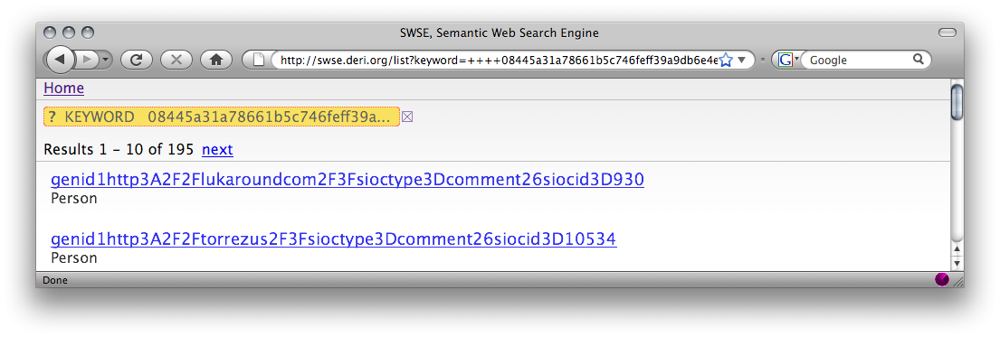 SWSE, Semantic Web Search Engine
http://swse.deri.org/list?keyword=++++08445a31a78661b5c746feff39a9db6e4e
G Google
Home
? KEYWORD 08445a31a78661b5c746feff39a...
Results 1 - 10 of 195 next
genid1http3A2F2Flukaroundcom2F3Fsioctype3Dcomment26siocid3D930
Person
genid1http3A2F2Ftorrezus2F3Fsioctype3Dcomment26siocid3D10534
Person
Done